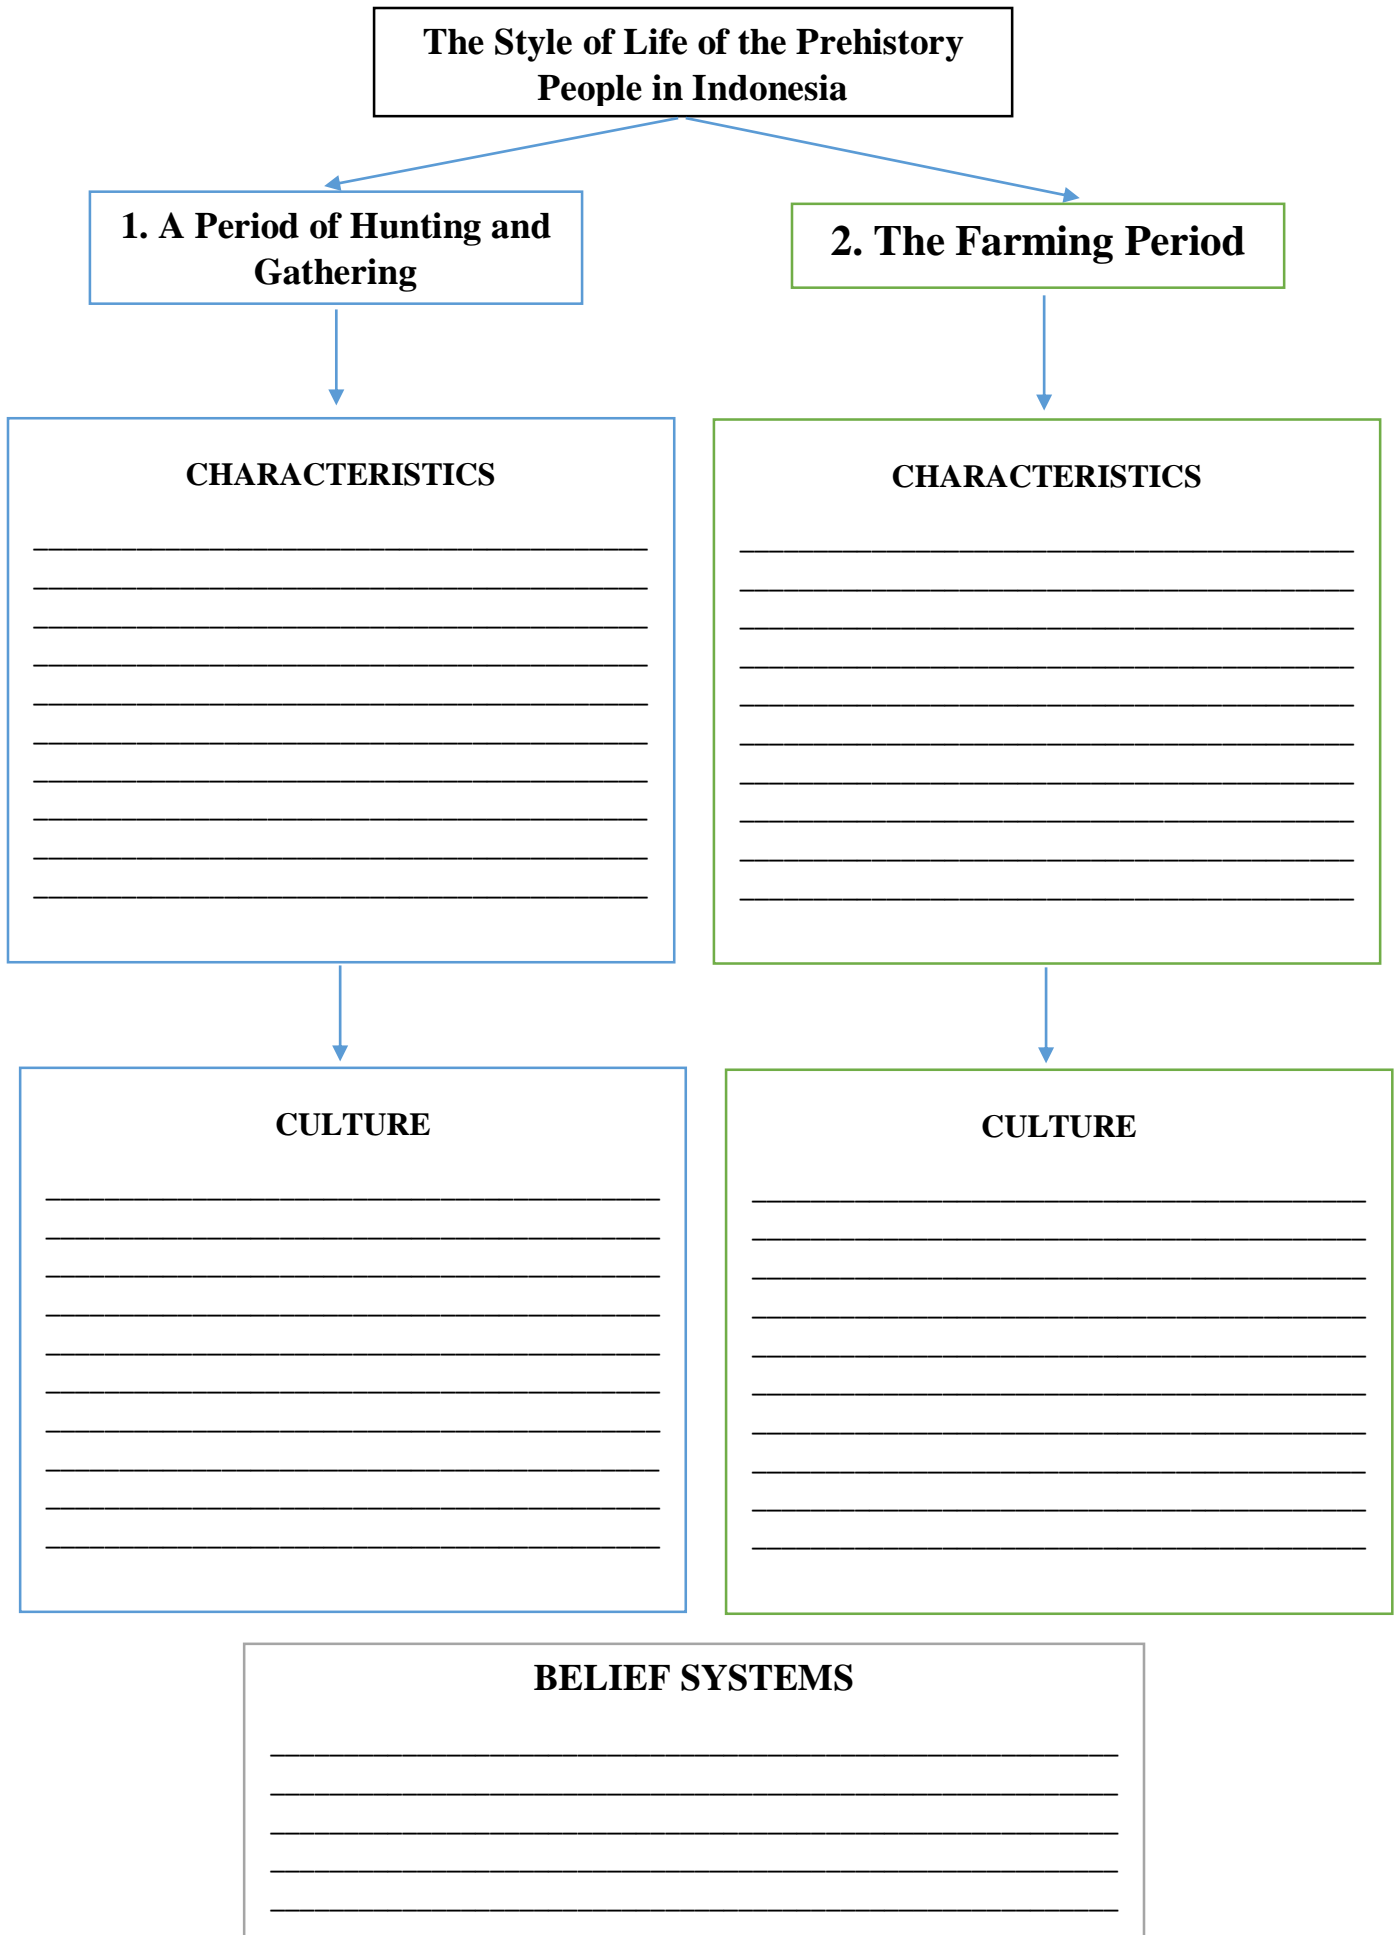 The Style of Life of the Prehistory
People in Indonesia
1. A Period of Hunting and
Gathering
2. The Farming Period
CHARACTERISTICS
CHARACTERISTICS
CULTURE
CULTURE
BELIEF SYSTEMS